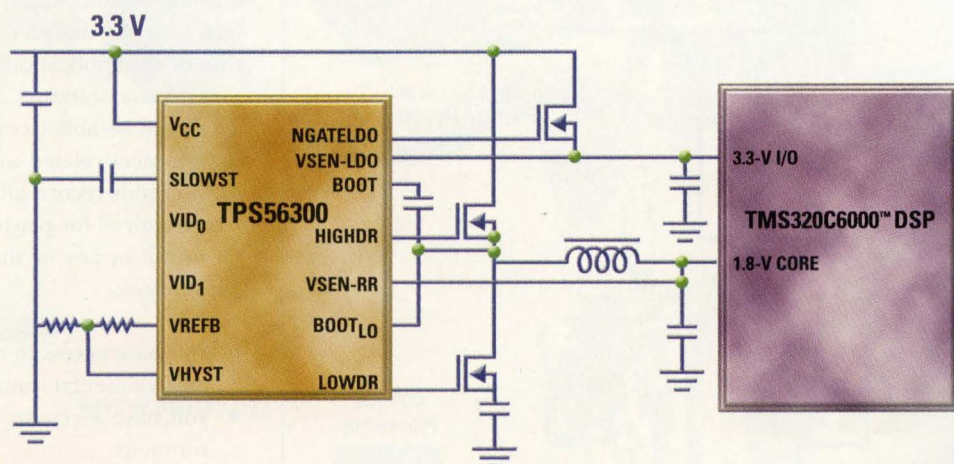 3.3 V
VCC
SLOWST
VID0
VID1
VREFB
VHYST
TPS56300
NGATELDO
VSEN-LDO
BOOT
HIGHDR
VSEN-RR
BOOTLO
LOWDR
3.3-V I/O
TMS320C6000™ DSP
1.8-V CORE